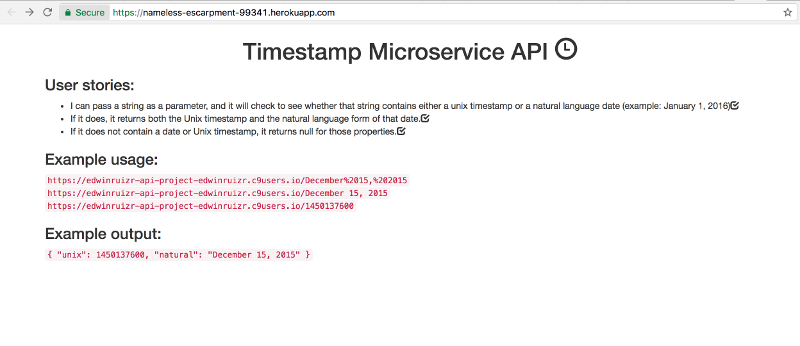 Secure https://nameless-escarpment-99341.herokuapp.com
Timestamp Microservice API
User stories:
I can pass a string as a parameter, and it will check to see whether that string contains either a unix timestamp or a natural language date (example: January 1, 2016)
If it does, it returns both the Unix timestamp and the natural language form of that date.
If it does not contain a date or Unix timestamp, it returns null for those properties.
Example usage:
https://edwinruizr-api-project-edwinruizr.c9users.io/December%2015,%202015
https://edwinruizr-api-project-edwinruizr.c9users.io/December 15, 2015
https://edwinruizr-api-project-edwinruizr.c9users.io/1450137600
Example output:
{ "unix": 1450137600, "natural": "December 15, 2015" }